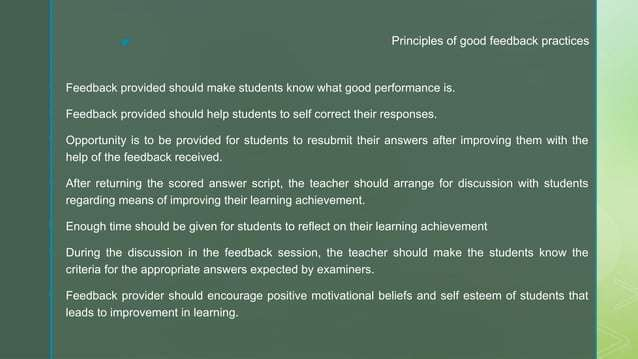 Principles of good feedback practices
Feedback provided should make students know what good performance is.
Feedback provided should help students to self correct their responses.
Opportunity is to be provided for students to resubmit their answers after improving them with the
help of the feedback received.
After returning the scored answer script, the teacher should arrange for discussion with students
regarding means of improving their learning achievement.
Enough time should be given for students to reflect on their learning achievement
During the discussion in the feedback session, the teacher should make the students know the
criteria for the appropriate answers expected by examiners.
Feedback provider should encourage positive motivational beliefs and self esteem of students that
leads to improvement in learning.